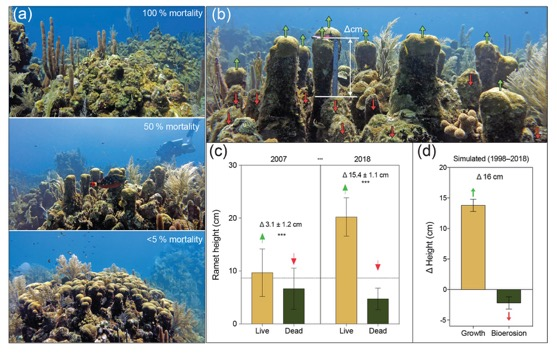 (a)
100 % mortality
50 % mortality
<5 % mortality
(b)
Δcm
(c)
2007 -- 2018
Δ 3.1 ± 1.2 cm
***
Δ 15.4 ± 1.1 cm
***
Ramet height (cm)
30
20
10
0
Live Dead Live Dead
(d)
Simulated (1998–2018)
Δ 16 cm
Δ Height (cm)
20
15
10
5
0
-5
Growth Bioerosion